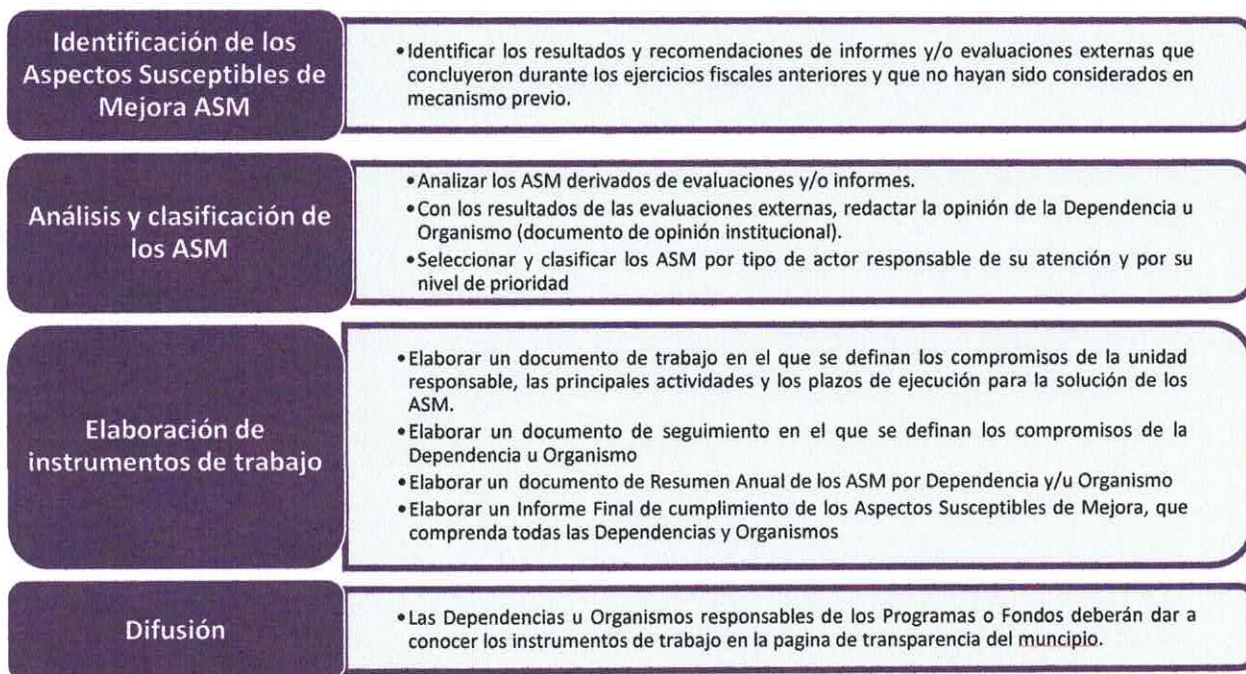 Identificación de los
Aspectos Susceptibles de
Mejora ASM
•Identificar los resultados y recomendaciones de informes y/o evaluaciones externas que
concluyeron durante los ejercicios fiscales anteriores y que no hayan sido considerados en
mecanismo previo.
Análisis y clasificación de
los ASM
•Analizar los ASM derivados de evaluaciones y/o informes.
•Con los resultados de las evaluaciones externas, redactar la opinión de la Dependencia u
Organismo (documento de opinión institucional).
•Seleccionar y clasificar los ASM por tipo de actor responsable de su atención y por su
nivel de prioridad
Elaboración de
instrumentos de trabajo
•Elaborar un documento de trabajo en el que se definan los compromisos de la unidad
responsable, las principales actividades y los plazos de ejecución para la solución de los
ASM.
•Elaborar un documento de seguimiento en el que se definan los compromisos de la
Dependencia u Organismo
•Elaborar un documento de Resumen Anual de los ASM por Dependencia y/u Organismo
•Elaborar un Informe Final de cumplimiento de los Aspectos Susceptibles de Mejora, que
comprenda todas las Dependencias y Organismos
Difusión
•Las Dependencias u Organismos responsables de los Programas o Fondos deberán dar a
conocer los instrumentos de trabajo en la pagina de transparencia del muncipio.